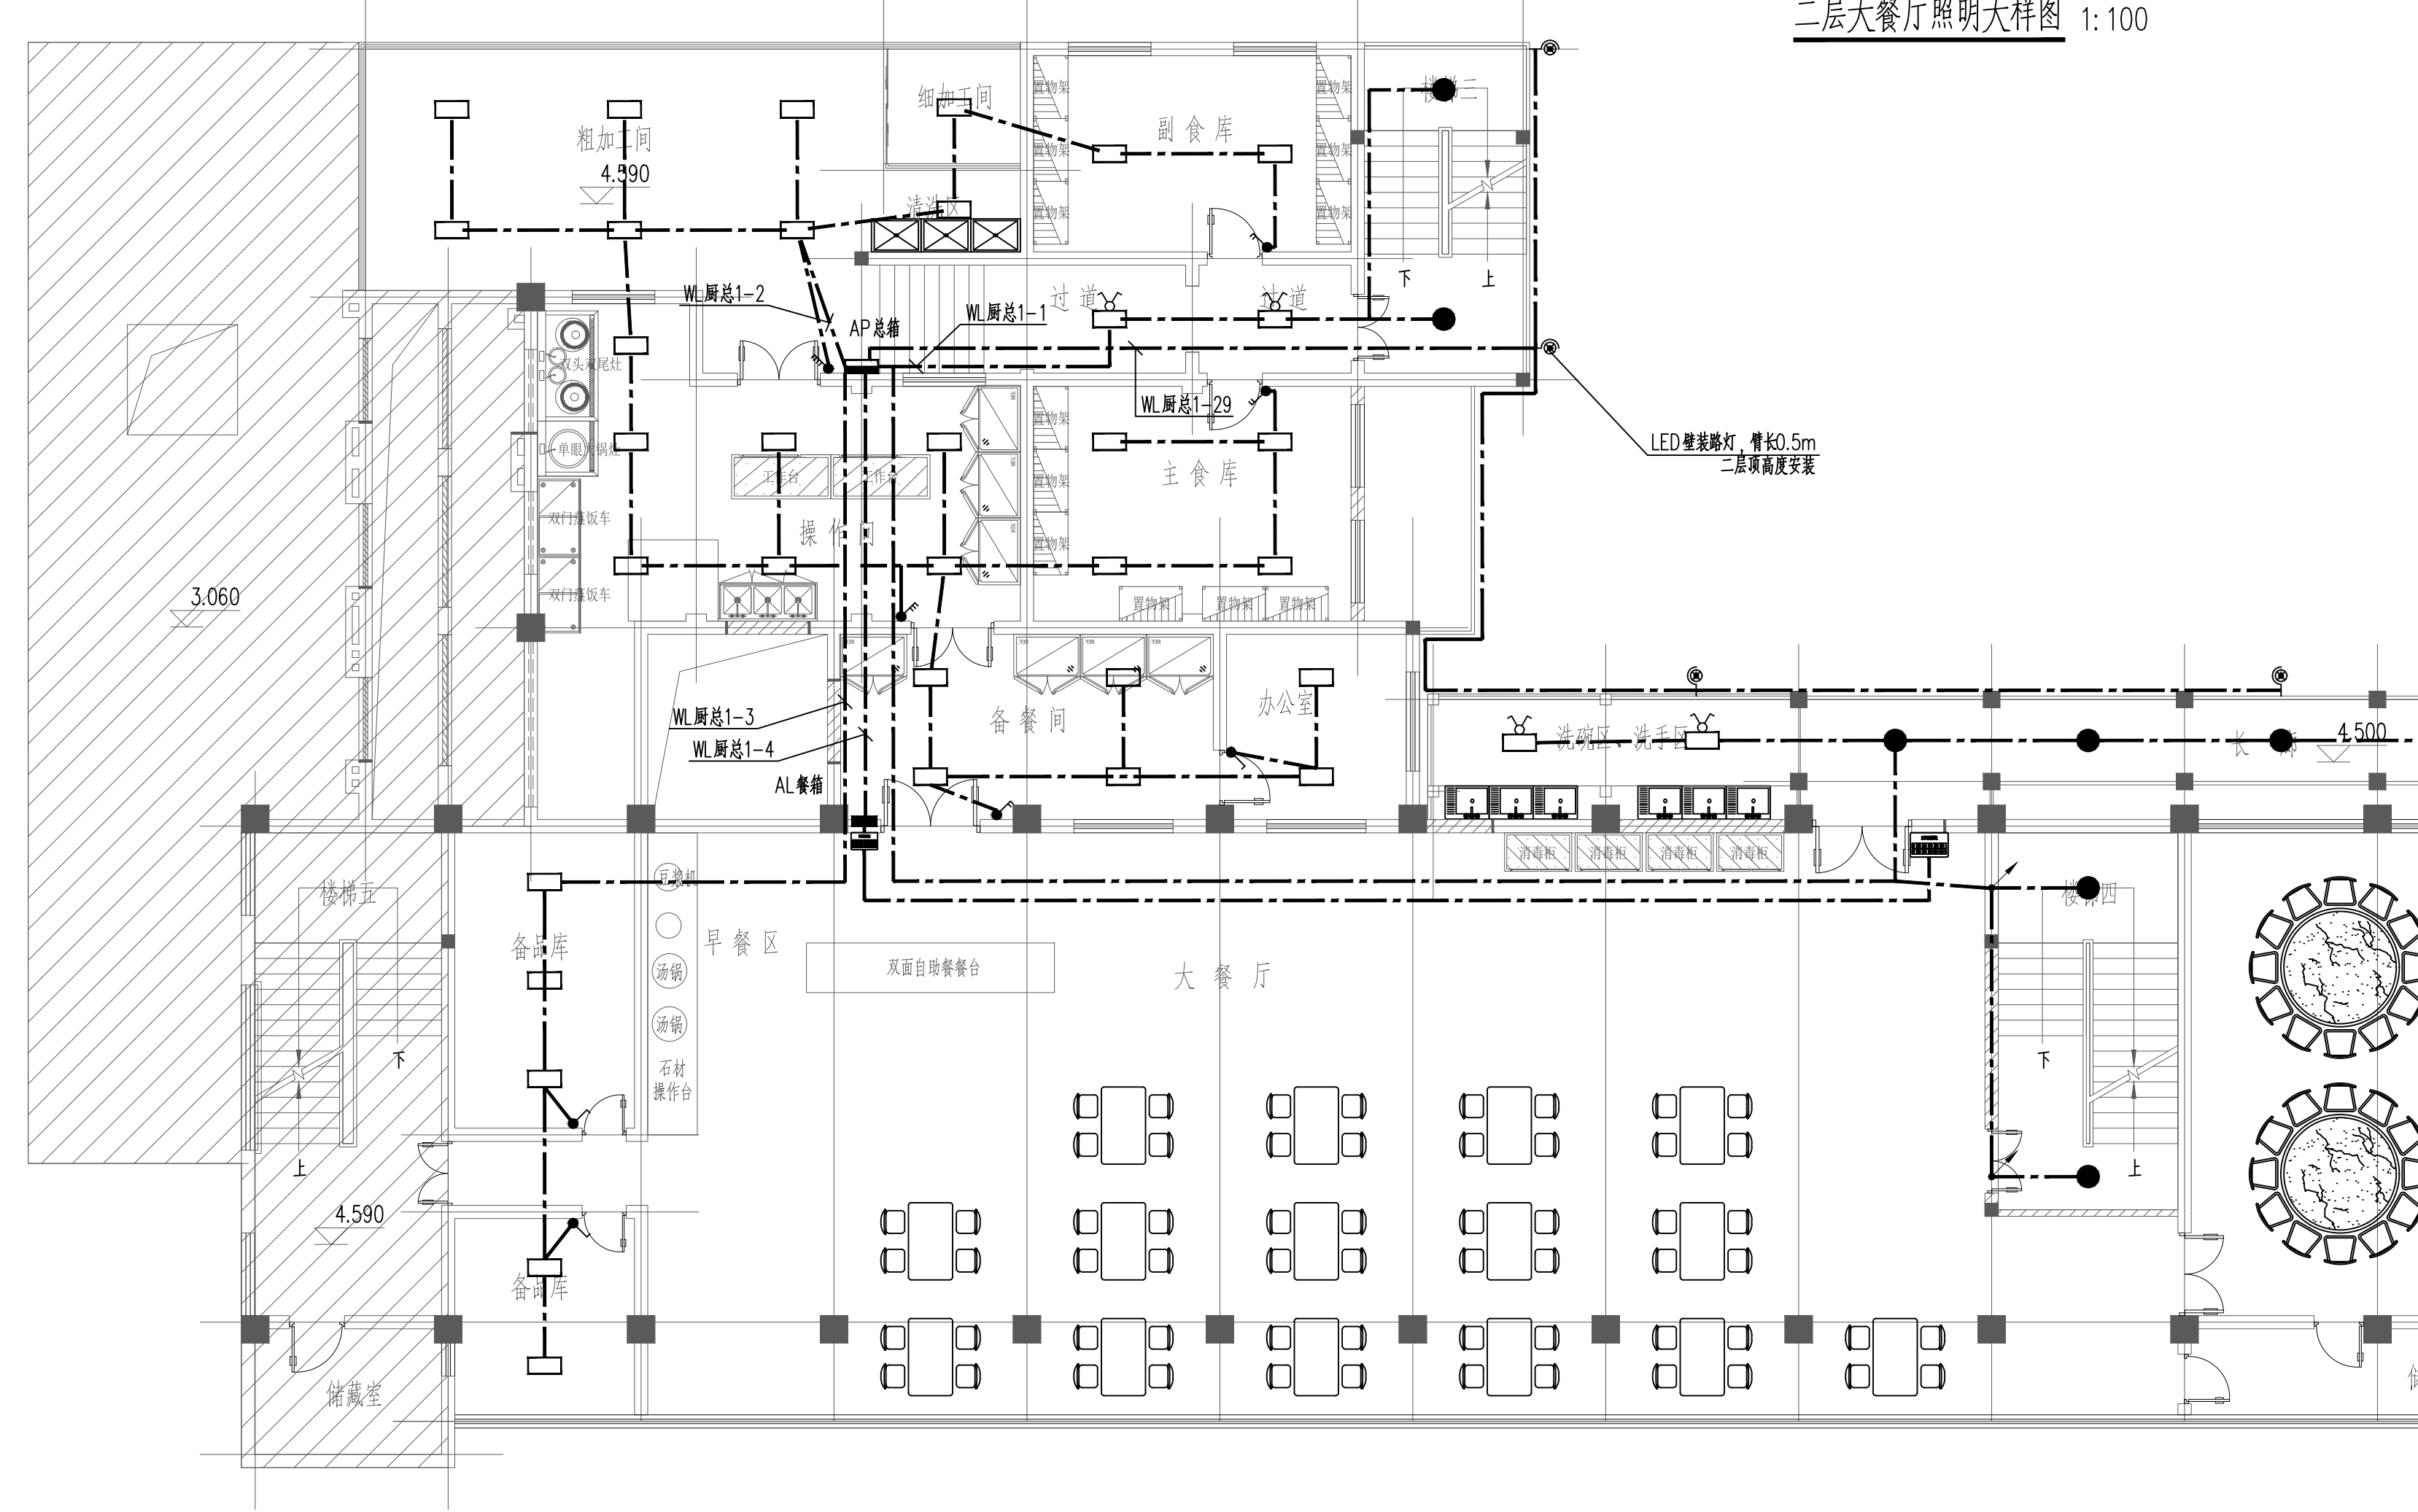 二层大餐厅照明大样图 1:100
细加工间
置物架
置物架
楼梯三
粗加工间
副食库
4.590
置物架
置物架
清洗区
置物架
置物架
下
上
WL厨总1-2
过道
过道
WL厨总1-1
AP总箱
双头双尾灶
WL厨总1-29
置物架
LED壁装路灯，臂长0.5m
二层顶高度安装
单眼大锅灶
工作台
工作台
主食库
置物架
双门蒸饭车
操作间
置物架
3.060
双门蒸饭车
置物架
置物架
置物架
WL厨总1-3
备餐间
办公室
WL厨总1-4
洗碗区、洗手区
长廊
4.500
AL餐箱
消毒柜
消毒柜
消毒柜
消毒柜
豆浆机
楼梯五
楼梯四
备品库
早餐区
双面自助餐餐台
大餐厅
汤锅
汤锅
下
石材
操作台
下
上
上
4.590
备品库
储藏室